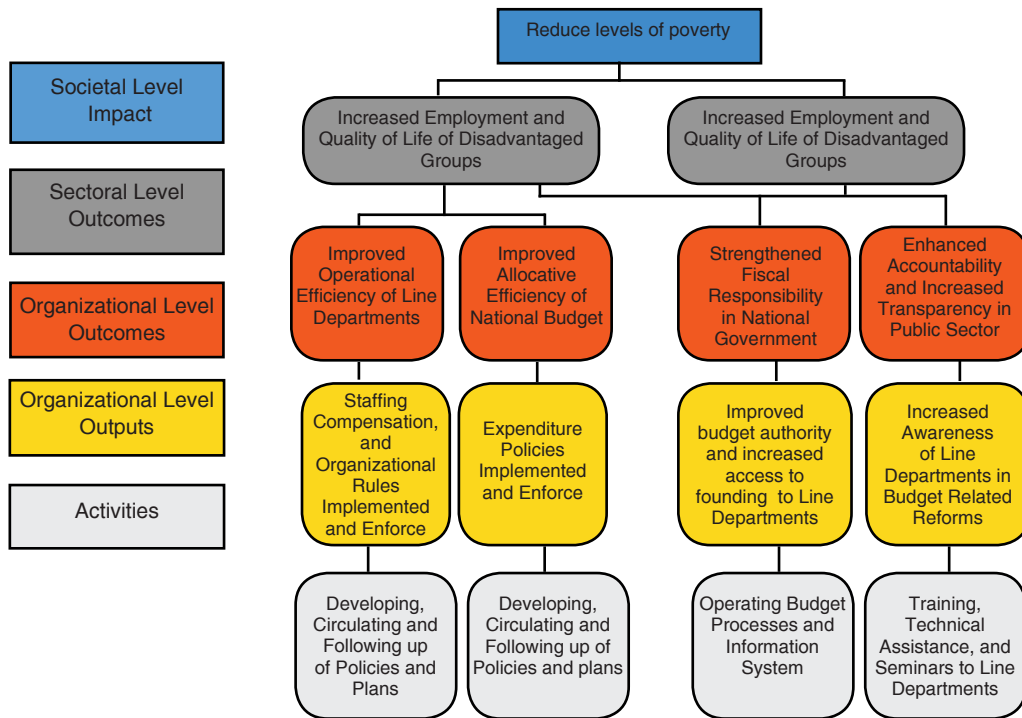 Reduce levels of poverty
Societal Level
Impact
Increased Employment and
Quality of Life of Disadvantaged
Groups
Increased Employment and
Quality of Life of Disadvantaged
Groups
Sectoral Level
Outcomes
Organizational Level
Outcomes
Improved
Operational
Efficiency of Line
Departments
Improved
Allocative
Efficiency of
National Budget
Strengthened
Fiscal
Responsibility
in National
Government
Enhanced
Accountability
and Increased
Transparency in
Public Sector
Organizational Level
Outputs
Staffing
Compensation,
and
Organizational
Rules
Implemented
and Enforce
Expenditure
Policies
Implemented
and Enforce
Improved
budget authority
and increased
access to
founding to Line
Departments
Increased
Awareness
of Line
Departments in
Budget Related
Reforms
Activities
Developing,
Circulating and
Following up
of Policies and
Plans
Developing,
Circulating and
Following up of
Policies and plans
Operating Budget
Processes and
Information
System
Training,
Technical
Assistance, and
Seminars to Line
Departments